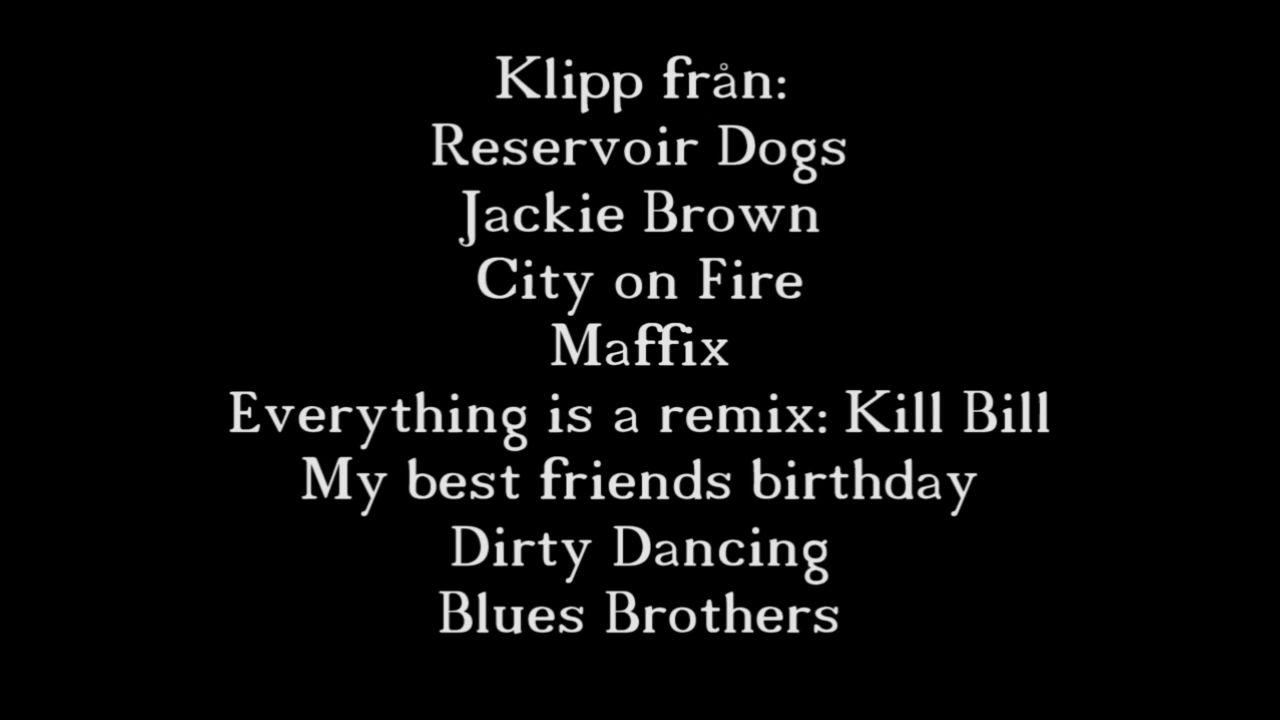 Klipp från:
Reservoir Dogs
Jackie Brown
City on Fire
Maffix
Everything is a remix: Kill Bill
My best friends birthday
Dirty Dancing
Blues Brothers